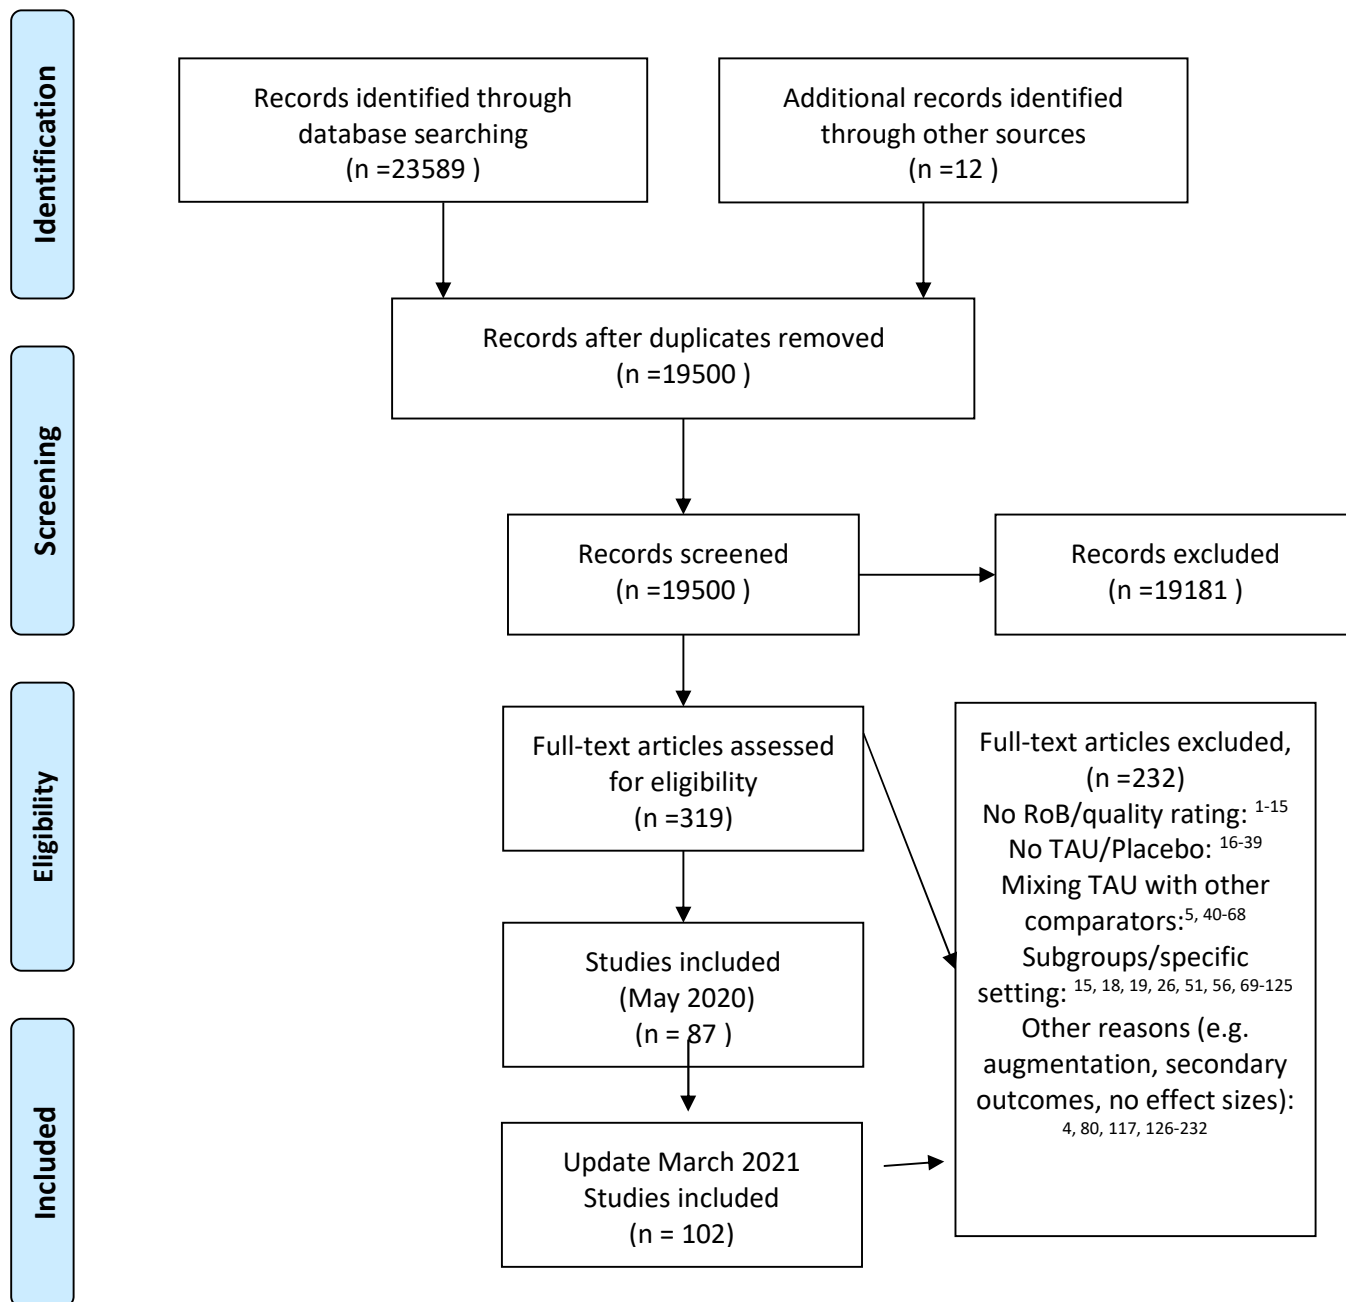 Identification
Records identified through
database searching
(n =23589 )
Additional records identified
through other sources
(n =12 )
Records after duplicates removed
(n =19500 )
Screening
Records screened
(n =19500 )
Records excluded
(n =19181 )
Eligibility
Full-text articles assessed
for eligibility
(n =319)
Full-text articles excluded,
(n =232)
No RoB/quality rating: 1-15
No TAU/Placebo: 16-39
Mixing TAU with other
comparators:5, 40-68
Subgroups/specific
setting: 15, 18, 19, 26, 51, 56, 69-125
Other reasons (e.g.
augmentation, secondary
outcomes, no effect sizes):
4, 80, 117, 126-232
Studies included
(May 2020)
(n = 87 )
Included
Update March 2021
Studies included
(n = 102)